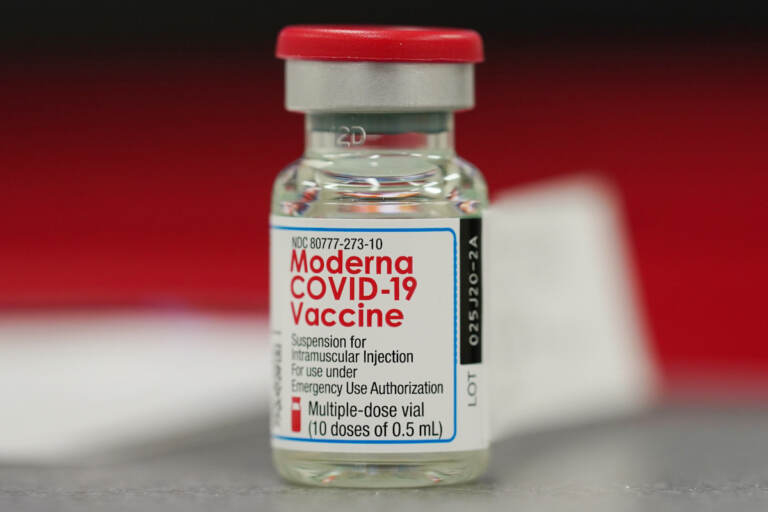 2D
NDC 80777-273-10
Moderna
COVID-19
Vaccine
Suspension for
Intramuscular Injection
For use under
Emergency Use Authorization
Multiple-dose vial
(10 doses of 0.5 mL)
LOT 025J20-2A